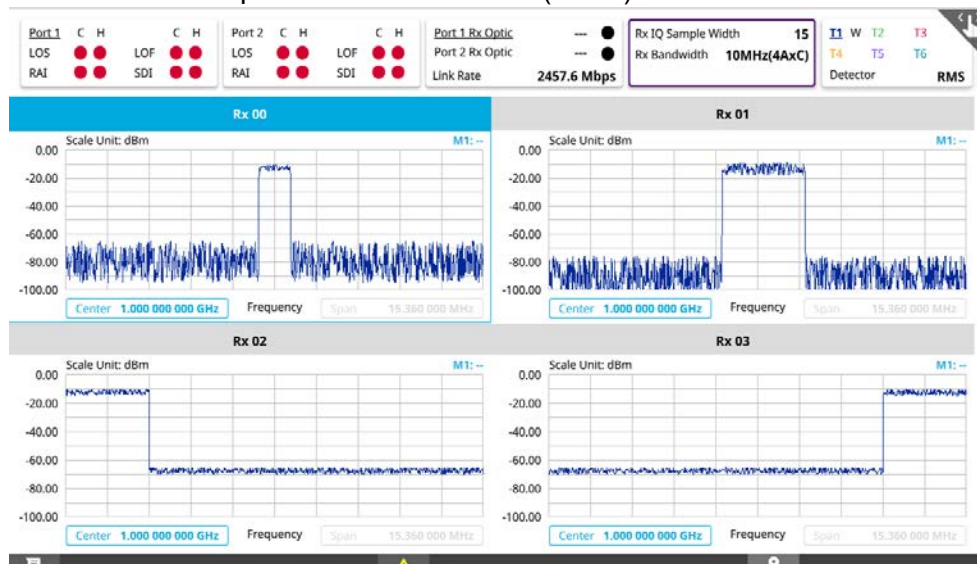 Port 1 C H C H Port 2 C H C H Port 1 Rx Optic --- Rx IQ Sample Width 15 T1 W T2 T3
LOS LOF LOS LOF Port 2 Rx Optic --- Rx Bandwidth 10MHz(4AxC) T4 T5 T6
RAI SDI RAI SDI Link Rate 2457.6 Mbps Detector RMS
Rx 00 Rx 01
Scale Unit: dBm M1: -- Scale Unit: dBm M1: --
0.00 0.00
-20.00 -20.00
-40.00 -40.00
-60.00 -60.00
-80.00 -80.00
-100.00 -100.00
Center 1.000 000 000 GHz Frequency Span 15.360 000 MHz Center 1.000 000 000 GHz Frequency Span 15.360 000 MHz
Rx 02 Rx 03
Scale Unit: dBm M1: -- Scale Unit: dBm M1: --
0.00 0.00
-20.00 -20.00
-40.00 -40.00
-60.00 -60.00
-80.00 -80.00
-100.00 -100.00
Center 1.000 000 000 GHz Frequency Span 15.360 000 MHz Center 1.000 000 000 GHz Frequency Span 15.360 000 MHz